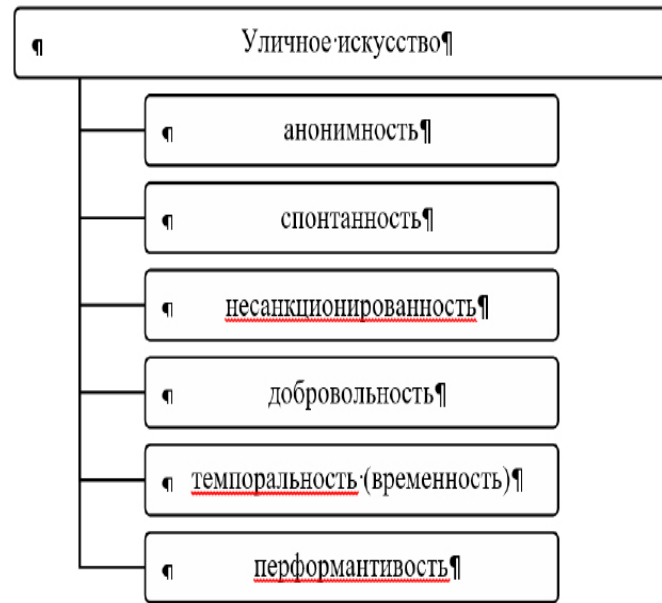 Уличное искусство
анонимность
спонтанность
несанкционированность
добровольность
темпоральность (временность)
перформантивость